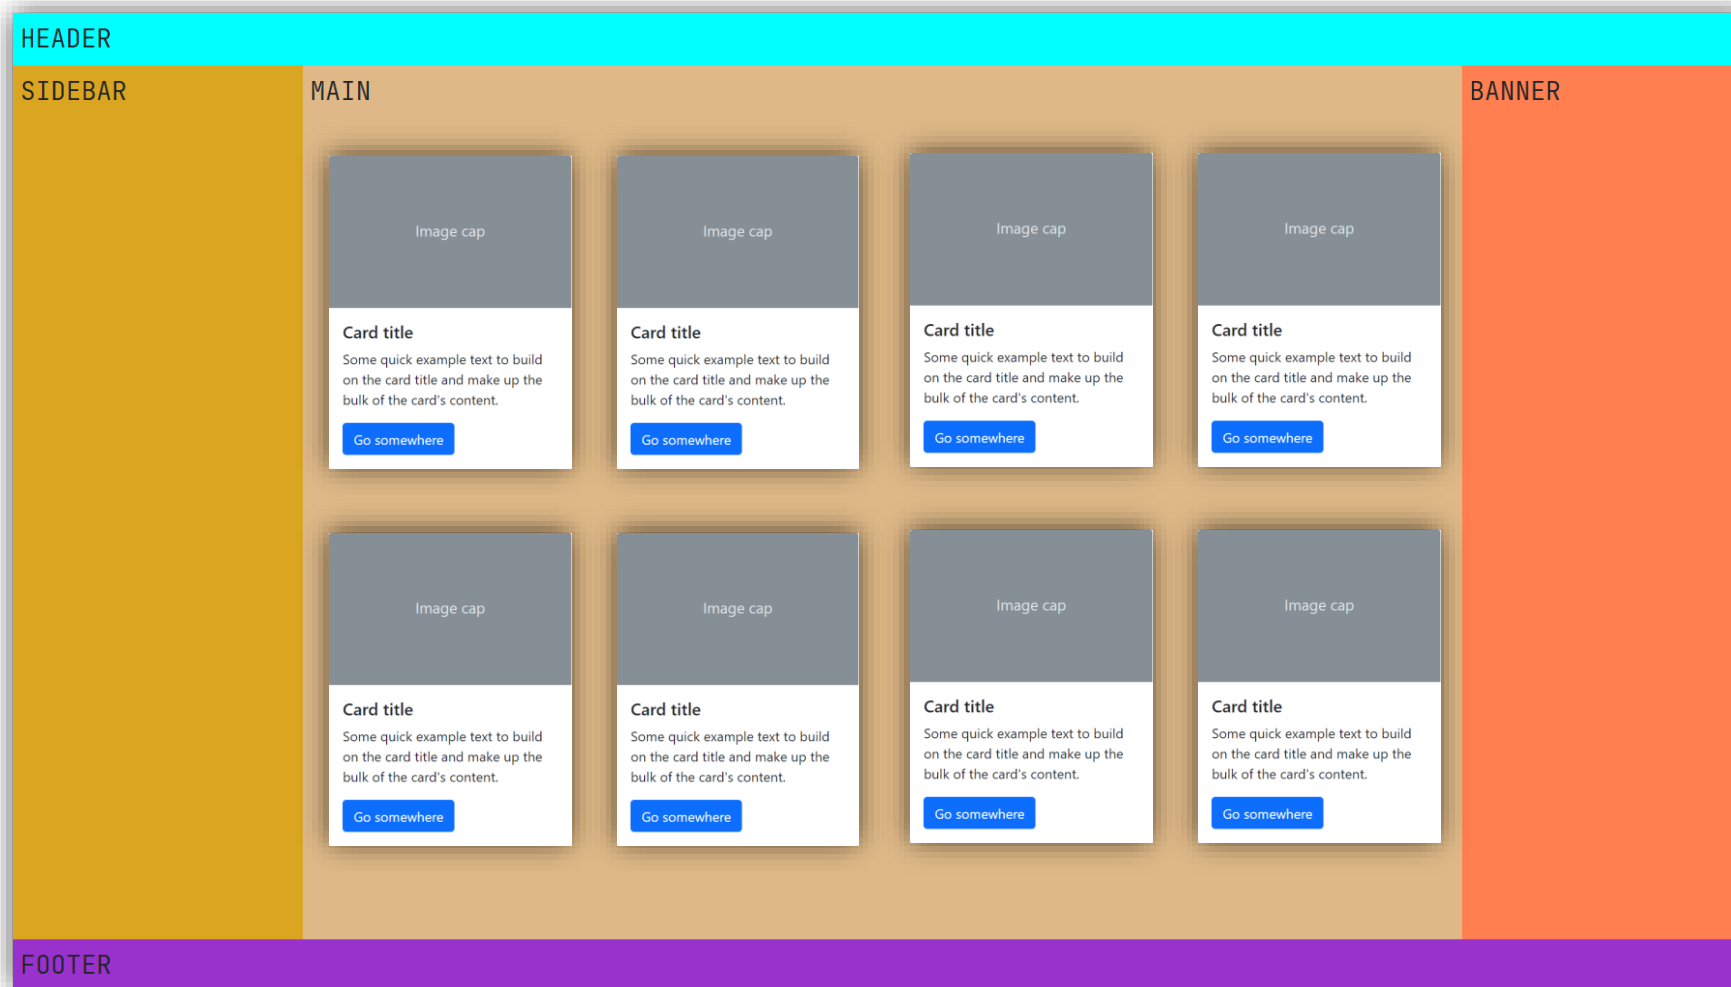 HEADER
SIDEBAR
MAIN
BANNER
Image cap
Image cap
Image cap
Image cap
Card title
Some quick example text to build
on the card title and make up the
bulk of the card's content.
Go somewhere
Card title
Some quick example text to build
on the card title and make up the
bulk of the card's content.
Go somewhere
Card title
Some quick example text to build
on the card title and make up the
bulk of the card's content.
Go somewhere
Card title
Some quick example text to build
on the card title and make up the
bulk of the card's content.
Go somewhere
Image cap
Image cap
Image cap
Image cap
Card title
Some quick example text to build
on the card title and make up the
bulk of the card's content.
Go somewhere
Card title
Some quick example text to build
on the card title and make up the
bulk of the card's content.
Go somewhere
Card title
Some quick example text to build
on the card title and make up the
bulk of the card's content.
Go somewhere
Card title
Some quick example text to build
on the card title and make up the
bulk of the card's content.
Go somewhere
FOOTER